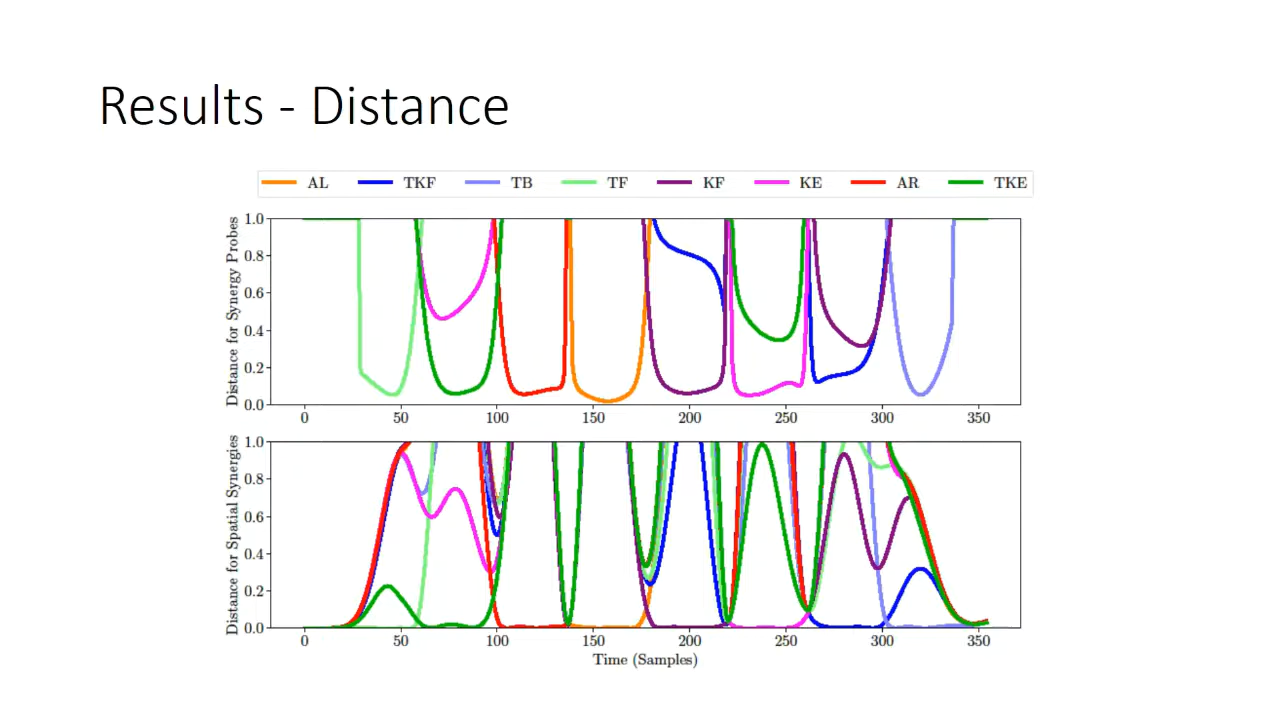 Results - Distance
AL TKF TB TF KF KE AR TKE
Distance for Synergy Probes
1.0
0.8
0.6
0.4
0.2
0.0
0 50 100 150 200 250 300 350
Distance for Spatial Synergies
1.0
0.8
0.6
0.4
0.2
0.0
0 50 100 150 200 250 300 350
Time (Samples)